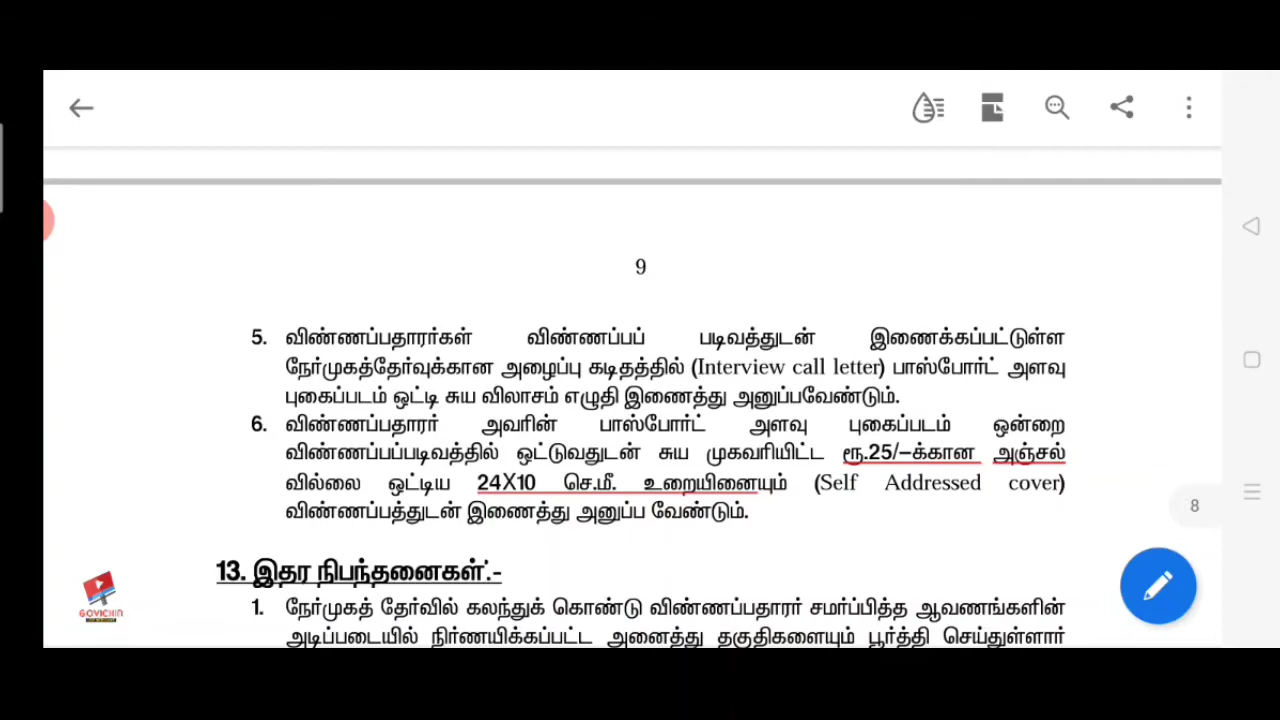 9
5. விண்ணப்பதாரர்கள் விண்ணப்பப் படிவத்துடன் இணைக்கப்பட்டுள்ள
நேர்முகத்தேர்வுக்கான அழைப்பு கடிதத்தில் (Interview call letter) பாஸ்போர்ட் அளவு
புகைப்படம் ஒட்டி சுய விலாசம் எழுதி இணைத்து அனுப்பவேண்டும்.
6. விண்ணப்பதாரர் அவரின் பாஸ்போர்ட் அளவு புகைப்படம் ஒன்றை
விண்ணப்பப்படிவத்தில் ஒட்டுவதுடன் சுய முகவரியிட்ட ரூ.25/–க்கான அஞ்சல்
வில்லை ஒட்டிய 24X10 செ.மீ. உறையினையும் (Self Addressed cover)
விண்ணப்பத்துடன் இணைத்து அனுப்ப வேண்டும்.
8
13. இதர நிபந்தனைகள்:-
GOVICHIN
1. நேர்முகத் தேர்வில் கலந்துக் கொண்டு விண்ணப்பதாரர் சமர்ப்பித்த ஆவணங்களின்
அடிப்படையில் நிர்ணயிக்கப்பட்ட அனைத்து தகுதிகளையும் பூர்த்தி செய்துள்ளார்